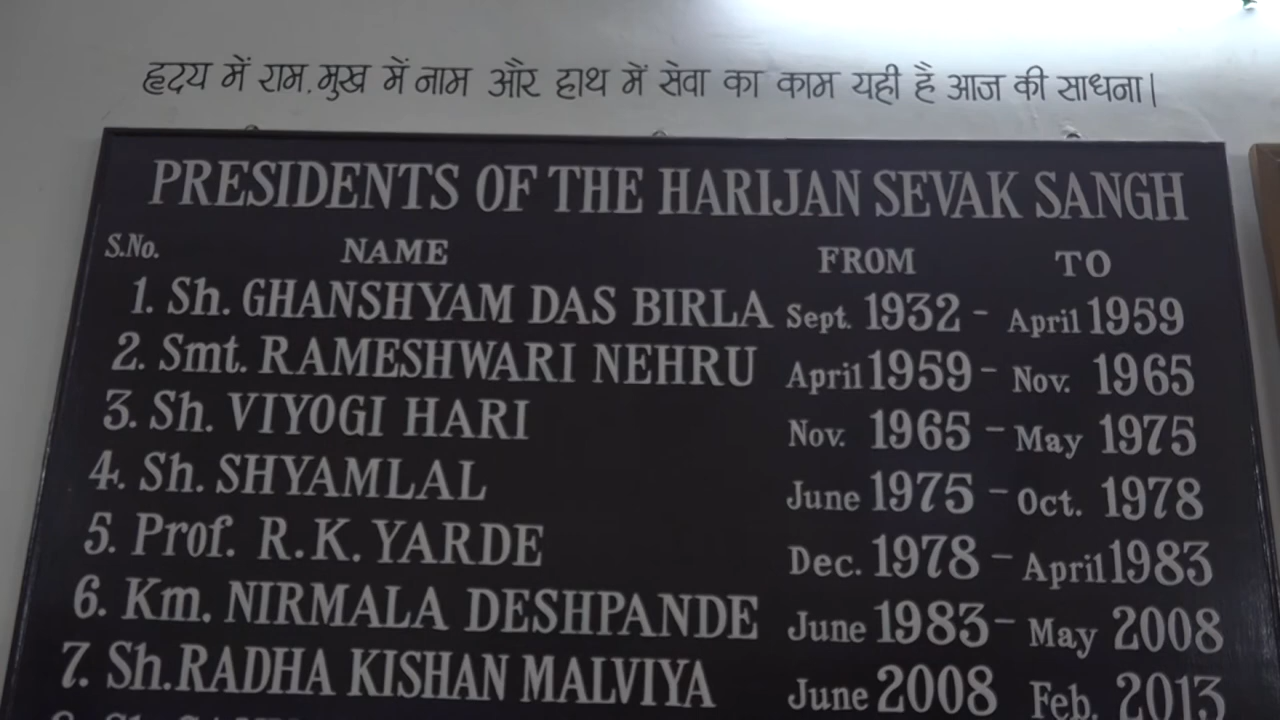 हृदय में राम, मुख में नाम और हाथ में सेवा का काम यही है आज की साधना।
PRESIDENTS OF THE HARIJAN SEVAK SANGH
S.No. NAME FROM TO
1. Sh. GHANSHYAM DAS BIRLA Sept. 1932 - April 1959
2. Smt. RAMESHWARI NEHRU April 1959 - Nov. 1965
3. Sh. VIYOGI HARI Nov. 1965 - May 1975
4. Sh. SHYAMLAL June 1975 - Oct. 1978
5. Prof. R.K. YARDE Dec. 1978 - April 1983
6. Km. NIRMALA DESHPANDE June 1983 - May 2008
7. Sh. RADHA KISHAN MALVIYA June 2008 Feb. 2013